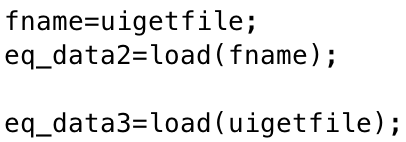 fname=uigetfile;
eq_data2=load(fname);
eq_data3=load(uigetfile);